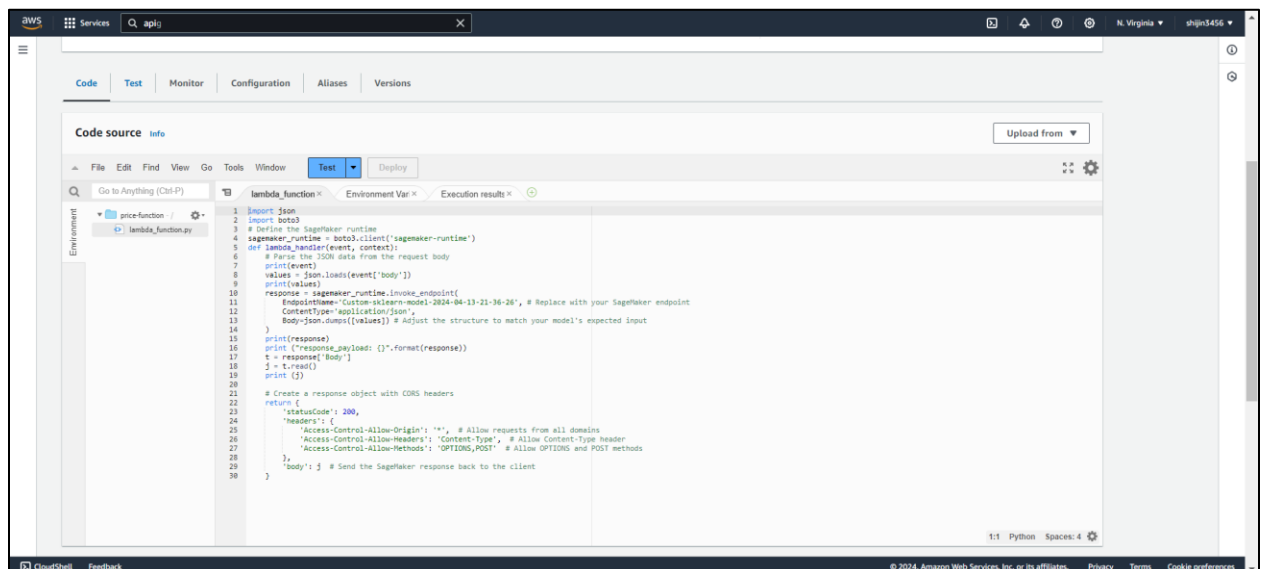 aws Services apig N. Virginia shijin3456
Code Test Monitor Configuration Aliases Versions
Code source Info Upload from
File Edit Find View Go Tools Window Test Deploy
Go to Anything (Ctrl-P) lambda_function Environment Var Execution results
Environment
price-function - /
lambda_function.py
1 import json
2 import boto3
3 # Define the SageMaker runtime
4 sagemaker_runtime = boto3.client('sagemaker-runtime')
5 def lambda_handler(event, context):
6 # Parse the JSON data from the request body
7 print(event)
8 values = json.loads(event['body'])
9 print(values)
10 response = sagemaker_runtime.invoke_endpoint(
11 EndpointName='Custom-sklearn-model-2024-04-13-21-36-26', # Replace with your SageMaker endpoint
12 ContentType='application/json',
13 Body=json.dumps([values]) # Adjust the structure to match your model's expected input
14 )
15 print(response)
16 print ("response_payload: {}".format(response))
17 t = response['Body']
18 j = t.read()
19 print (j)
20
21 # Create a response object with CORS headers
22 return {
23 'statusCode': 200,
24 'headers': {
25 'Access-Control-Allow-Origin': '*', # Allow requests from all domains
26 'Access-Control-Allow-Headers': 'Content-Type', # Allow Content-Type header
27 'Access-Control-Allow-Methods': 'OPTIONS,POST' # Allow OPTIONS and POST methods
28 },
29 'body': j # Send the SageMaker response back to the client
30 }
1:1 Python Spaces: 4
CloudShell Feedback © 2024, Amazon Web Services, Inc. or its affiliates. Privacy Terms Cookie preferences